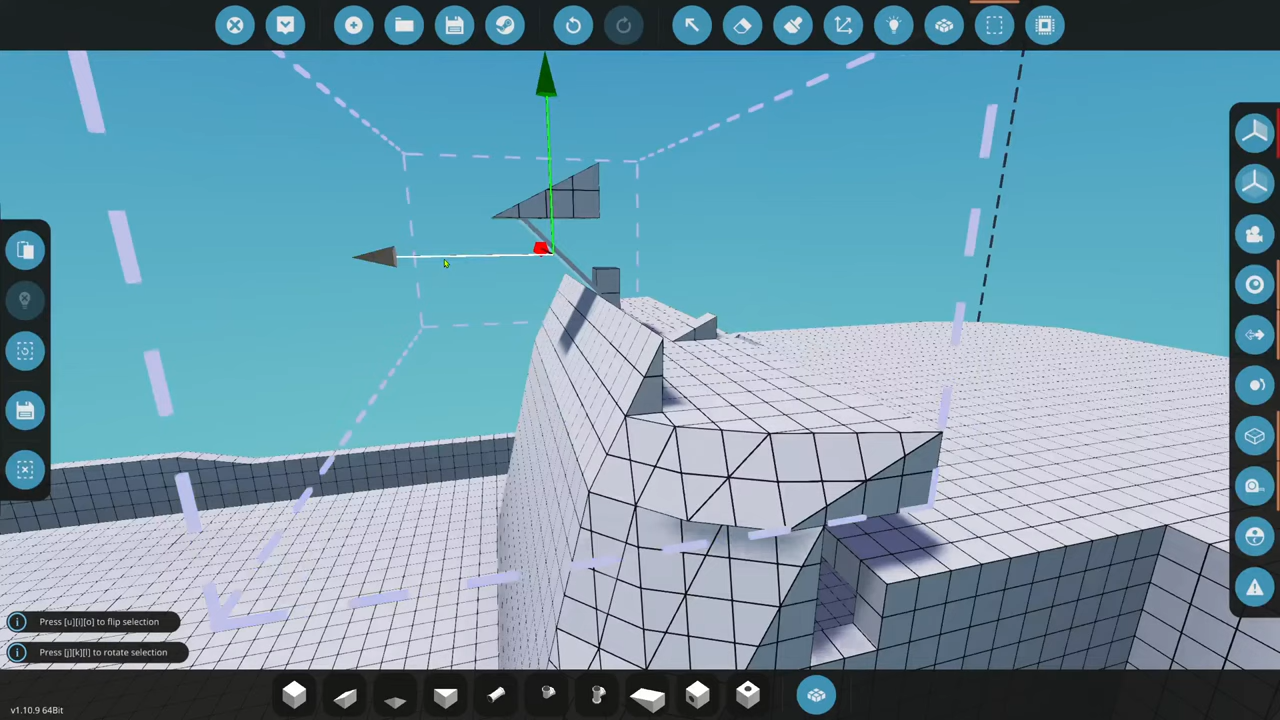 Press [u][i][o] to flip selection
Press [j][k][l] to rotate selection
v1.10.9 64Bit